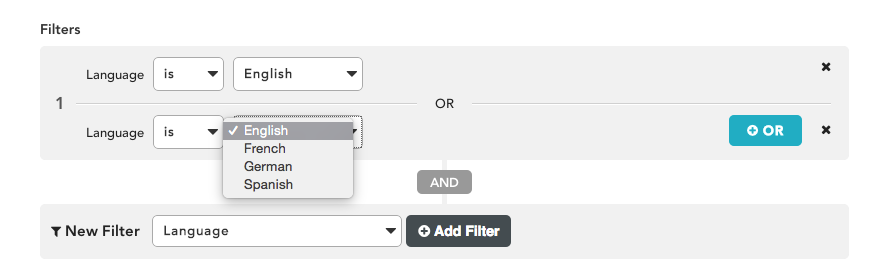 Filters
Language is English
1
OR
Language is ✓ English
French
German
Spanish
OR
AND
New Filter Language Add Filter